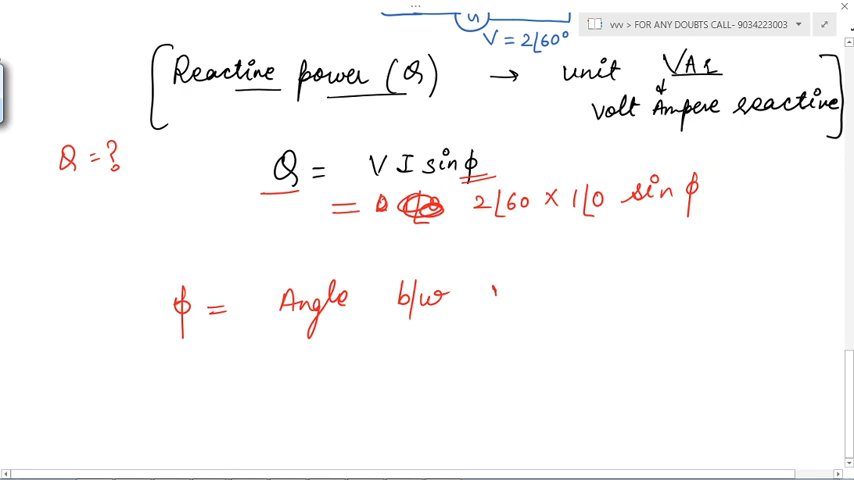 vvv > FOR ANY DOUBTS CALL - 9034223003
V = 2∠60°
[Reactive power (Q) → unit VAr
volt Ampere reactive]
Q = ?
Q = V I sin ϕ
= 2∠60 × 1∠0 sin ϕ
ϕ = Angle b/w